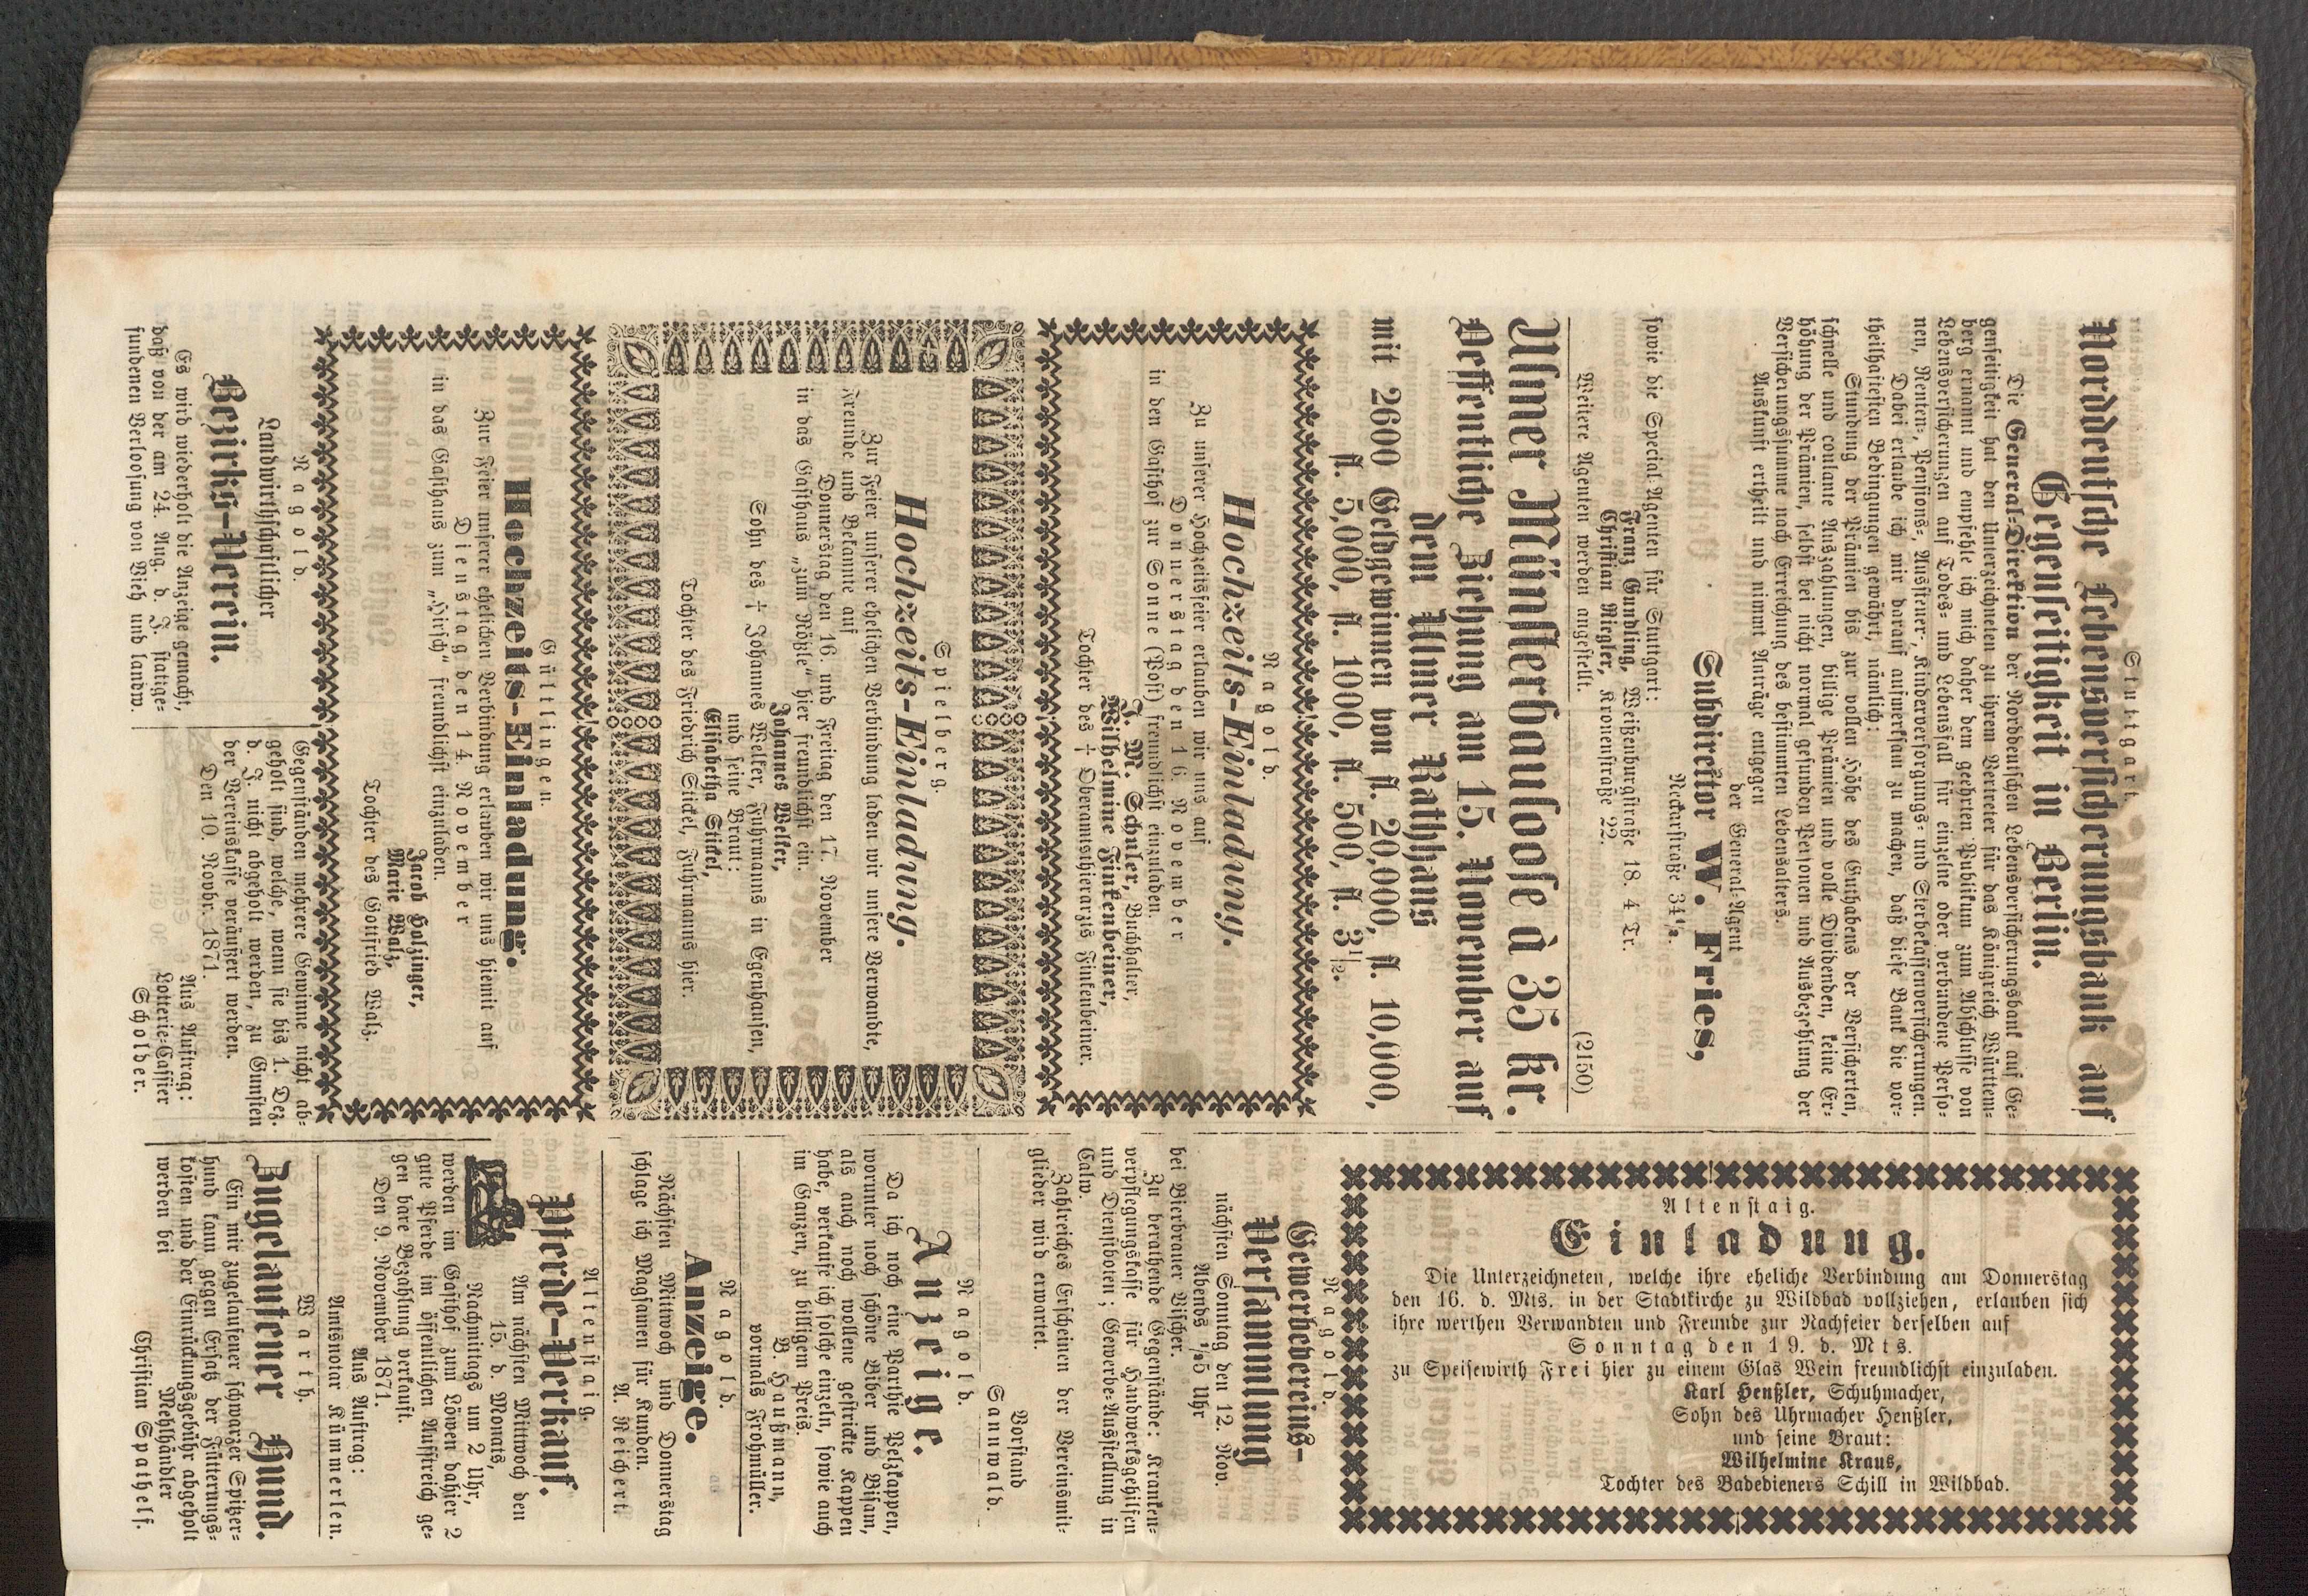 Stuttgart.
Norddeutsche Lebensversicherungsbank auf
Gegenseitigkeit in Berlin.
Die General-Direktion der Norddeutschen Lebensversicherungsbank auf Ge-
genseitigkeit hat den Unterzeichneten zu ihrem Vertreter für das Königreich Württem-
berg ernannt und empfehle ich mich daher dem geehrten Publikum zum Abschlusse von
Lebensversicherungen auf Todes- und Lebensfall für einzelne oder verbundene Perso-
nen, Renten-, Pensions-, Aussteuer-, Kinderversorgungs- und Sterbekassenversicherungen.
Dabei erlaube ich mir darauf aufmerksam zu machen, daß diese Bank die vor-
theilhaftesten Bedingungen gewährt, nämlich:
Stundung der Prämien bis zur vollen Höhe des Guthabens der Versicherten,
schnelle und coulante Auszahlungen, billige Prämien und volle Dividenden, keine Er-
höhung der Prämien, selbst bei nicht normal gesunden Personen und Ausbezahlung der
Versicherungssumme nach Erreichung des bestimmten Lebensalters.
Auskunft ertheilt und nimmt Anträge entgegen
der General-Agent
Subdirektor W. Fries,
Neckarstraße 34½.
sowie die Special-Agenten für Stuttgart:
Franz Gundling, Weißenburgstraße 18. 4 Tr.
Christian Riegler, Kronenstraße 22.
Weitere Agenten werden angestellt. (2150)
Ulmer Münsterbauloose à 35 kr.
Oeffentliche Ziehung am 15. November auf
dem Ulmer Rathhaus
mit 2600 Geldgewinnen von fl. 20,000, fl. 10,000,
fl. 5,000, fl. 1000, fl. 500, fl. 3½.
Nagold.
Hochzeits-Einladung.
Zu unserer Hochzeitsfeier erlauben wir uns auf
Donnerstag den 16. November
in den Gasthof zur Sonne (Post) freundlichst einzuladen.
J. M. Schuler, Buchhalter,
Wilhelmine Finkenbeiner,
Tochter des † Oberamtsthierarzts Finkenbeiner.
Spielberg.
Hochzeits-Einladung.
Zur Feier unserer ehelichen Verbindung laden wir unsere Verwandte,
Freunde und Bekannte auf
Donnerstag den 16. und Freitag den 17. November
in das Gasthaus „zum Rößle“ hier freundlichst ein.
Johannes Welker,
Sohn des † Johannes Welker, Fuhrmanns in Egenhausen,
und seine Braut:
Elisabetha Stickel,
Tochter des Friedrich Stickel, Fuhrmanns hier.
Gültlingen.
Hochzeits-Einladung.
Zur Feier unserer ehelichen Verbindung erlauben wir uns hiemit auf
Dienstag den 14. November
in das Gasthaus zum „Hirsch“ freundlichst einzuladen.
Jacob Holzinger,
Marie Walz,
Tochter des Gottfried Walz.
Nagold.
Landwirthschaftlicher
Bezirks-Verein.
Es wird wiederholt die Anzeige gemacht,
daß von der am 24. Aug. d. J. stattge-
fundenen Verloosung von Vieh und landw.
Gegenständen mehrere Gewinne nicht ab-
geholt sind, welche, wenn sie bis 1. Dez.
d. J. nicht abgeholt werden, zu Gunsten
der Vereinskasse veräußert werden.
Den 10. Novbr. 1871.
Aus Auftrag:
Lotterie-Cassier
Scholder.
Altenstaig.
Einladung.
Die Unterzeichneten, welche ihre eheliche Verbindung am Donnerstag
den 16. d. Mts. in der Stadtkirche zu Wildbad vollziehen, erlauben sich
ihre werthen Verwandten und Freunde zur Nachfeier derselben auf
Sonntag den 19. d. Mts.
zu Speisewirth Frei hier zu einem Glas Wein freundlichst einzuladen.
Karl Henßler, Schuhmacher,
Sohn des Uhrmacher Henßler,
und seine Braut:
Wilhelmine Kraus,
Tochter des Badedieners Schill in Wildbad.
Nagold.
Gewerbevereins-
Versammlung
nächsten Sonntag den 12. Nov.
Abends ½5 Uhr
bei Bierbrauer Bischer.
Zu berathende Gegenstände: Kranken-
verpflegungskasse für Handwerksgehilfen
und Dienstboten; Gewerbe-Ausstellung in
Calw.
Zahlreiches Erscheinen der Vereinsmit-
glieder wird erwartet.
Vorstand
Sannwald.
Nagold.
Anzeige.
Da ich noch eine Parthie Pelzkappen,
worunter noch schöne Biber und Bisam,
als auch noch wollene gestrickte Kappen
habe, verkaufe ich solche einzeln, sowie auch
im Ganzen, zu billigem Preis.
B. Haußmann,
vormals Frohmüller.
Nagold.
Anzeige.
Nächsten Mittwoch und Donnerstag
schlage ich Magsamen für Kunden.
A. Reichert.
Altenstaig.
Pferde-Verkauf.
Am nächsten Mittwoch den
15. d. Monats,
Nachmittags um 2 Uhr,
werden im Gasthof zum Löwen dahier 2
gute Pferde im öffentlichen Aufstreich ge-
gen bare Bezahlung verkauft.
Den 9. November 1871.
Aus Auftrag:
Amtsnotar Kümmerlen.
Warth.
Zugelaufener Hund.
Ein mir zugelaufener schwarzer Spitzer-
hund kann gegen Ersatz der Fütterungs-
kosten und der Einrückungsgebühr abgeholt
werden bei
Mehlhändler
Christian Spathelf.